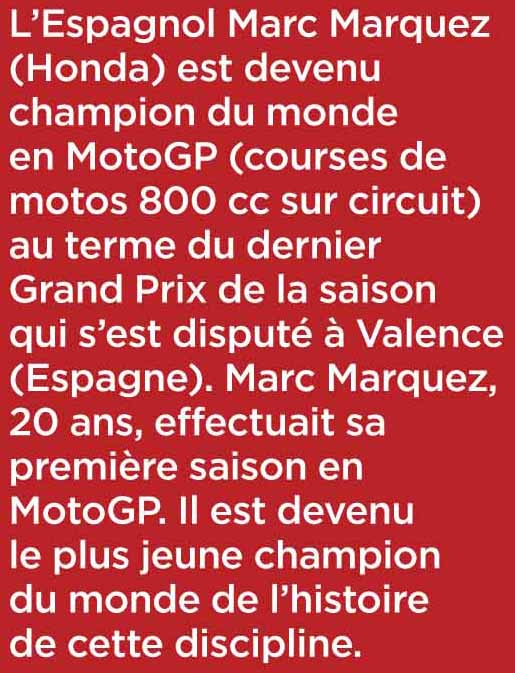 L’Espagnol Marc Marquez
(Honda) est devenu
champion du monde
en MotoGP (courses de
motos 800 cc sur circuit)
au terme du dernier
Grand Prix de la saison
qui s’est disputé à Valence
(Espagne). Marc Marquez,
20 ans, effectuait sa
première saison en
MotoGP. Il est devenu
le plus jeune champion
du monde de l’histoire
de cette discipline.